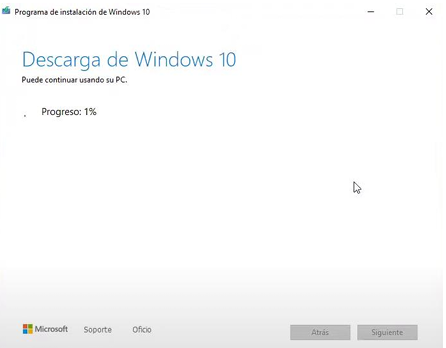 Programa de instalación de Windows 10
Descarga de Windows 10
Puede continuar usando su PC.
Progreso: 1%
Microsoft Soporte Oficio Atrás Siguiente